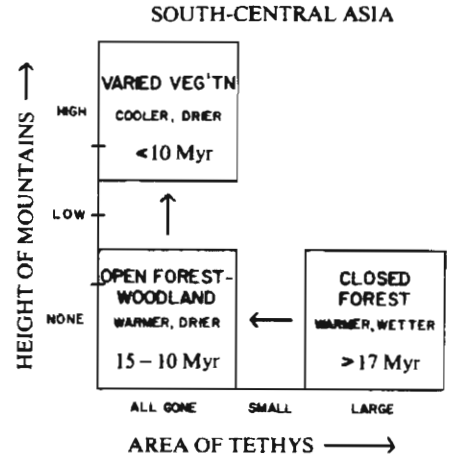 SOUTH-CENTRAL ASIA
HEIGHT OF MOUNTAINS
HIGH
LOW
NONE
VARIED VEG'TN
COOLER, DRIER
<10 Myr
OPEN FOREST-
WOODLAND
WARMER, DRIER
15–10 Myr
CLOSED
FOREST
WARMER, WETTER
>17 Myr
ALL GONE SMALL LARGE
AREA OF TETHYS